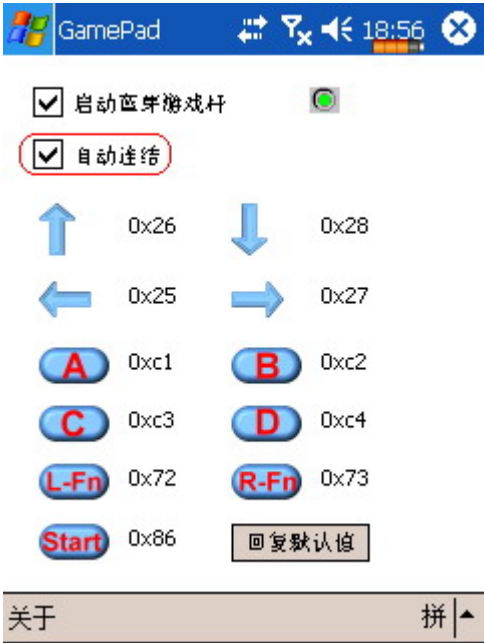 GamePad 18:56
启动蓝芽游戏杆
自动连结
0x26 0x28
0x25 0x27
A 0xc1 B 0xc2
C 0xc3 D 0xc4
L-Fn 0x72 R-Fn 0x73
Start 0x86 回复默认值
关于 拼